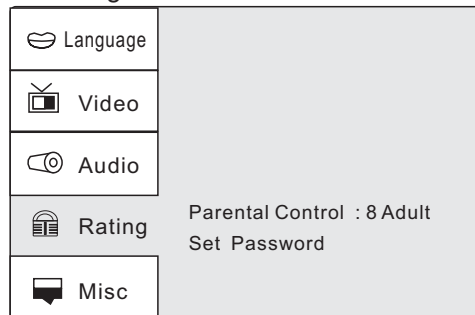 Language
Video
Audio
Rating
Parental Control : 8 Adult
Set Password
Misc